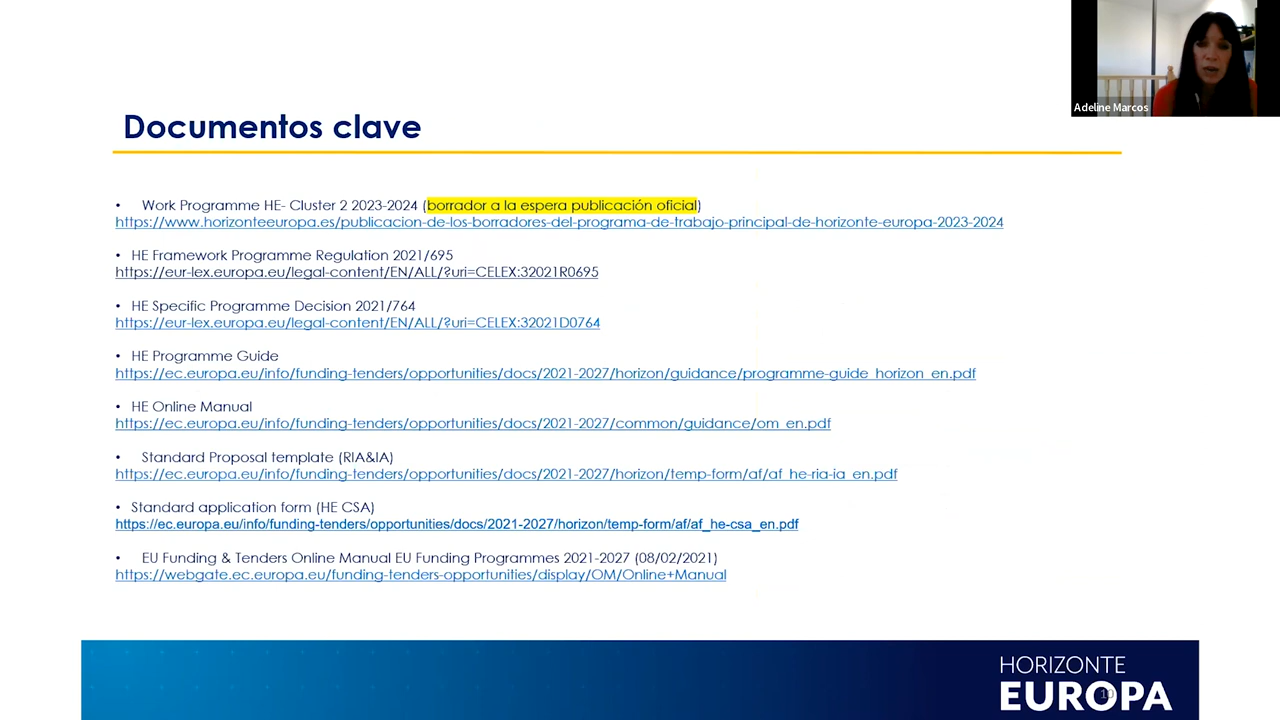 Adeline Marcos
Documentos clave
• Work Programme HE- Cluster 2 2023-2024 (borrador a la espera publicación oficial)
https://www.horizonteeuropa.es/publicacion-de-los-borradores-del-programa-de-trabajo-principal-de-horizonte-europa-2023-2024
• HE Framework Programme Regulation 2021/695
https://eur-lex.europa.eu/legal-content/EN/ALL/?uri=CELEX:32021R0695
• HE Specific Programme Decision 2021/764
https://eur-lex.europa.eu/legal-content/EN/ALL/?uri=CELEX:32021D0764
• HE Programme Guide
https://ec.europa.eu/info/funding-tenders/opportunities/docs/2021-2027/horizon/guidance/programme-guide_horizon_en.pdf
• HE Online Manual
https://ec.europa.eu/info/funding-tenders/opportunities/docs/2021-2027/common/guidance/om_en.pdf
• Standard Proposal template (RIA&IA)
https://ec.europa.eu/info/funding-tenders/opportunities/docs/2021-2027/horizon/temp-form/af/af_he-ria-ia_en.pdf
• Standard application form (HE CSA)
https://ec.europa.eu/info/funding-tenders/opportunities/docs/2021-2027/horizon/temp-form/af/af_he-csa_en.pdf
• EU Funding & Tenders Online Manual EU Funding Programmes 2021-2027 (08/02/2021)
https://webgate.ec.europa.eu/funding-tenders-opportunities/display/OM/Online+Manual
HORIZONTE
EUROPA
10